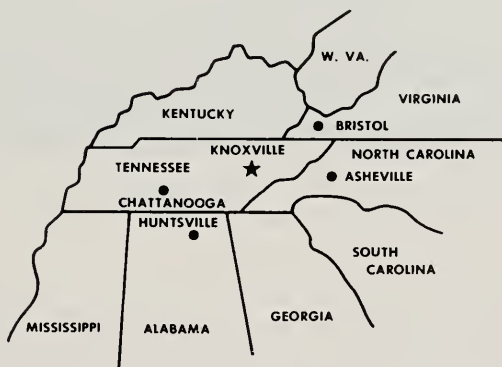 W. VA.
KENTUCKY
VIRGINIA
BRISTOL
KNOXVILLE
NORTH CAROLINA
TENNESSEE
ASHEVILLE
CHATTANOOGA
HUNTSVILLE
SOUTH
CAROLINA
MISSISSIPPI
ALABAMA
GEORGIA